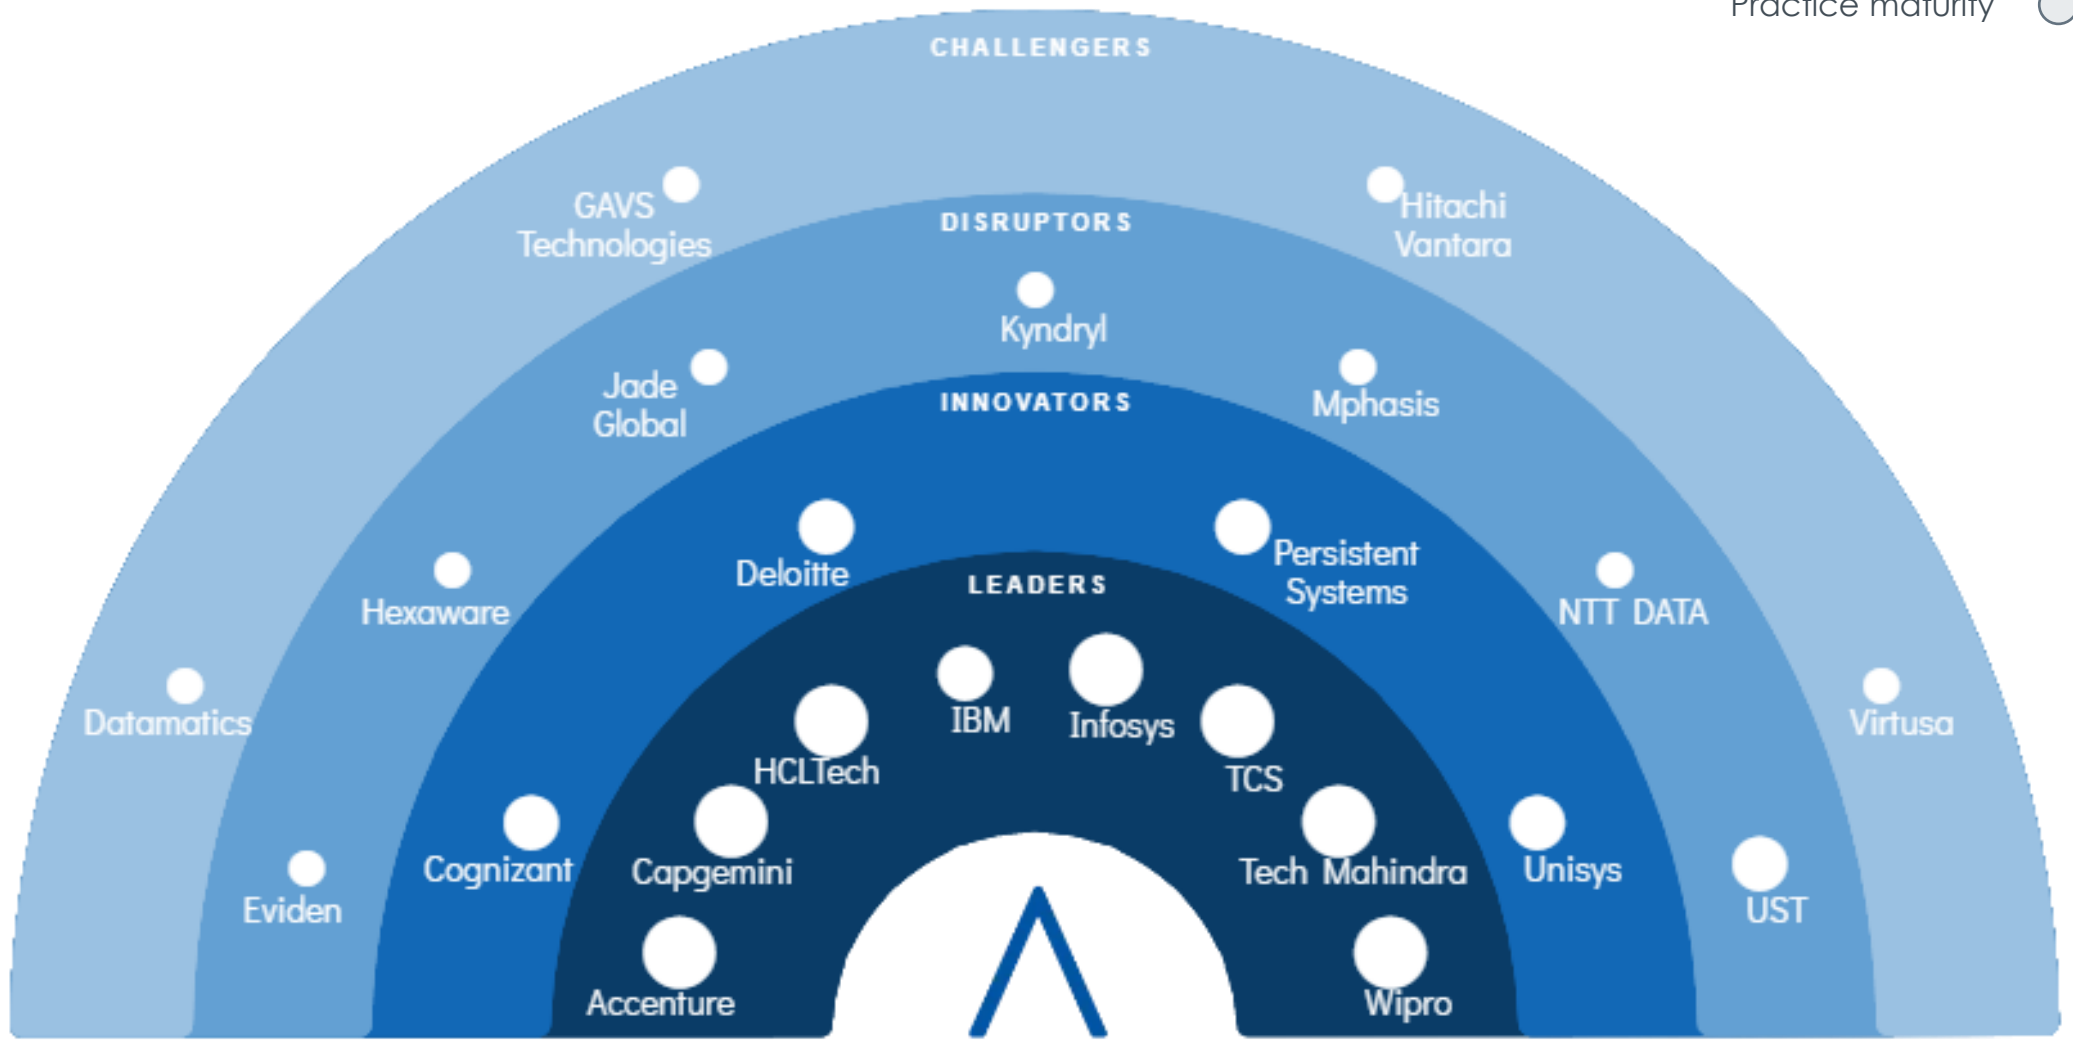 Practice maturity
CHALLENGERS
GAVS
Technologies
Hitachi
Vantara
DISRUPTORS
Kyndryl
Jade
Global
Mphasis
INNOVATORS
Deloitte
Persistent
Systems
Hexaware
NTT DATA
LEADERS
Datamatics
IBM
Infosys
Virtusa
HCLTech
TCS
Cognizant
Capgemini
Tech Mahindra
Unisys
Eviden
UST
Accenture
Wipro